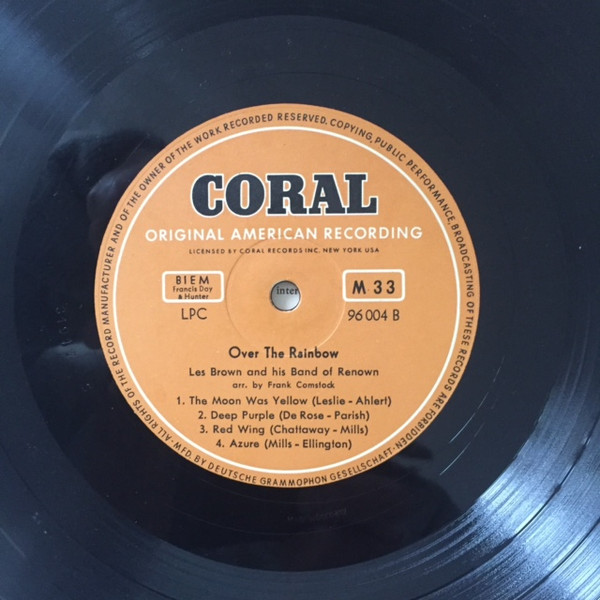 ALL RIGHTS OF THE RECORD MANUFACTURER AND OF THE OWNER OF THE WORK RECORDED RESERVED. COPYING, PUBLIC PERFORMANCE, BROADCASTING OF THESE RECORDS ARE FORBIDDEN
CORAL
ORIGINAL AMERICAN RECORDING
LICENSED BY CORAL RECORDS INC. NEW YORK USA
BIEM
Francis Day
& Hunter
inter
M 33
LPC
96 004 B
Over The Rainbow
Les Brown and his Band of Renown
arr. by Frank Comstock
1. The Moon Was Yellow (Leslie - Ahlert)
2. Deep Purple (De Rose - Parish)
3. Red Wing (Chattaway - Mills)
4. Azure (Mills - Ellington)
MFD. BY DEUTSCHE GRAMMOPHON GESELLSCHAFT